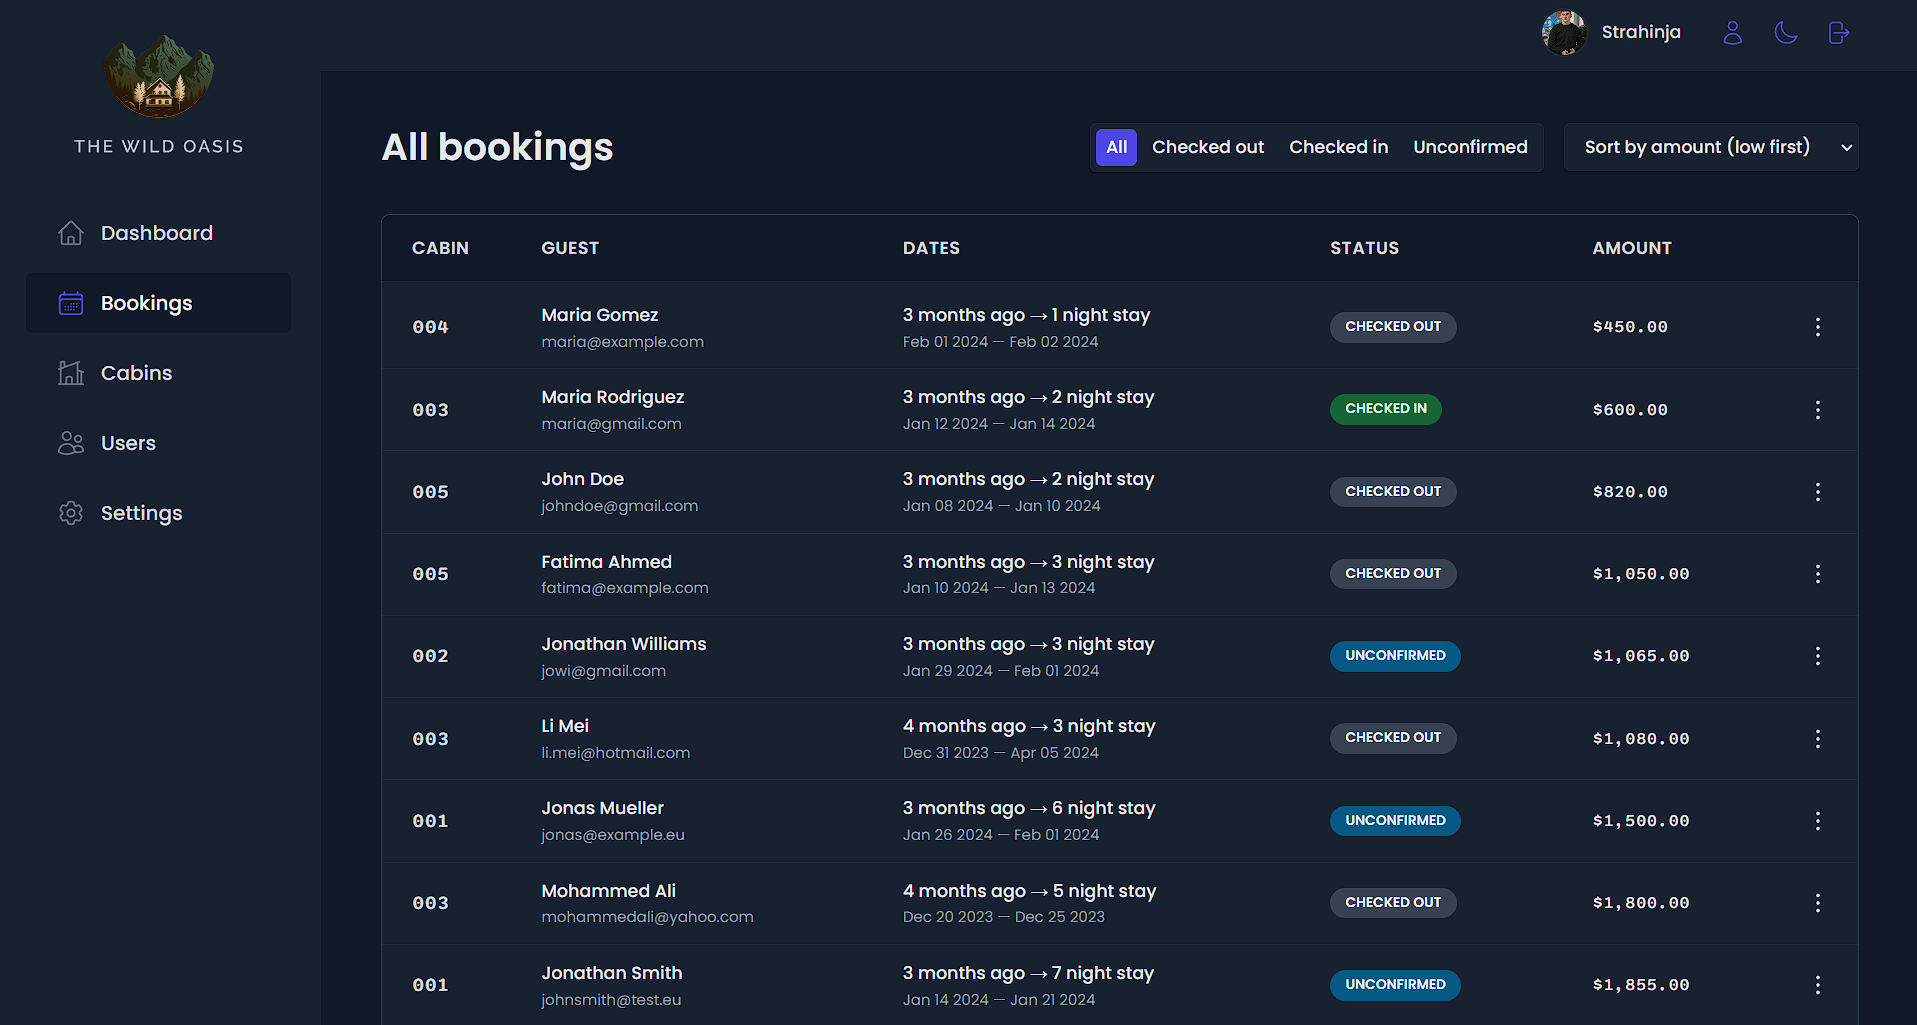 THE WILD OASIS
Strahinja
Dashboard
Bookings
Cabins
Users
Settings
All bookings
All Checked out Checked in Unconfirmed
Sort by amount (low first)
CABIN GUEST DATES STATUS AMOUNT
004 Maria Gomez 3 months ago → 1 night stay CHECKED OUT $450.00
maria@example.com Feb 01 2024 — Feb 02 2024
003 Maria Rodriguez 3 months ago → 2 night stay CHECKED IN $600.00
maria@gmail.com Jan 12 2024 — Jan 14 2024
005 John Doe 3 months ago → 2 night stay CHECKED OUT $820.00
johndoe@gmail.com Jan 08 2024 — Jan 10 2024
005 Fatima Ahmed 3 months ago → 3 night stay CHECKED OUT $1,050.00
fatima@example.com Jan 10 2024 — Jan 13 2024
002 Jonathan Williams 3 months ago → 3 night stay UNCONFIRMED $1,065.00
jowi@gmail.com Jan 29 2024 — Feb 01 2024
003 Li Mei 4 months ago → 3 night stay CHECKED OUT $1,080.00
li.mei@hotmail.com Dec 31 2023 — Apr 05 2024
001 Jonas Mueller 3 months ago → 6 night stay UNCONFIRMED $1,500.00
jonas@example.eu Jan 26 2024 — Feb 01 2024
003 Mohammed Ali 4 months ago → 5 night stay CHECKED OUT $1,800.00
mohammedali@yahoo.com Dec 20 2023 — Dec 25 2023
001 Jonathan Smith 3 months ago → 7 night stay UNCONFIRMED $1,855.00
johnsmith@test.eu Jan 14 2024 — Jan 21 2024